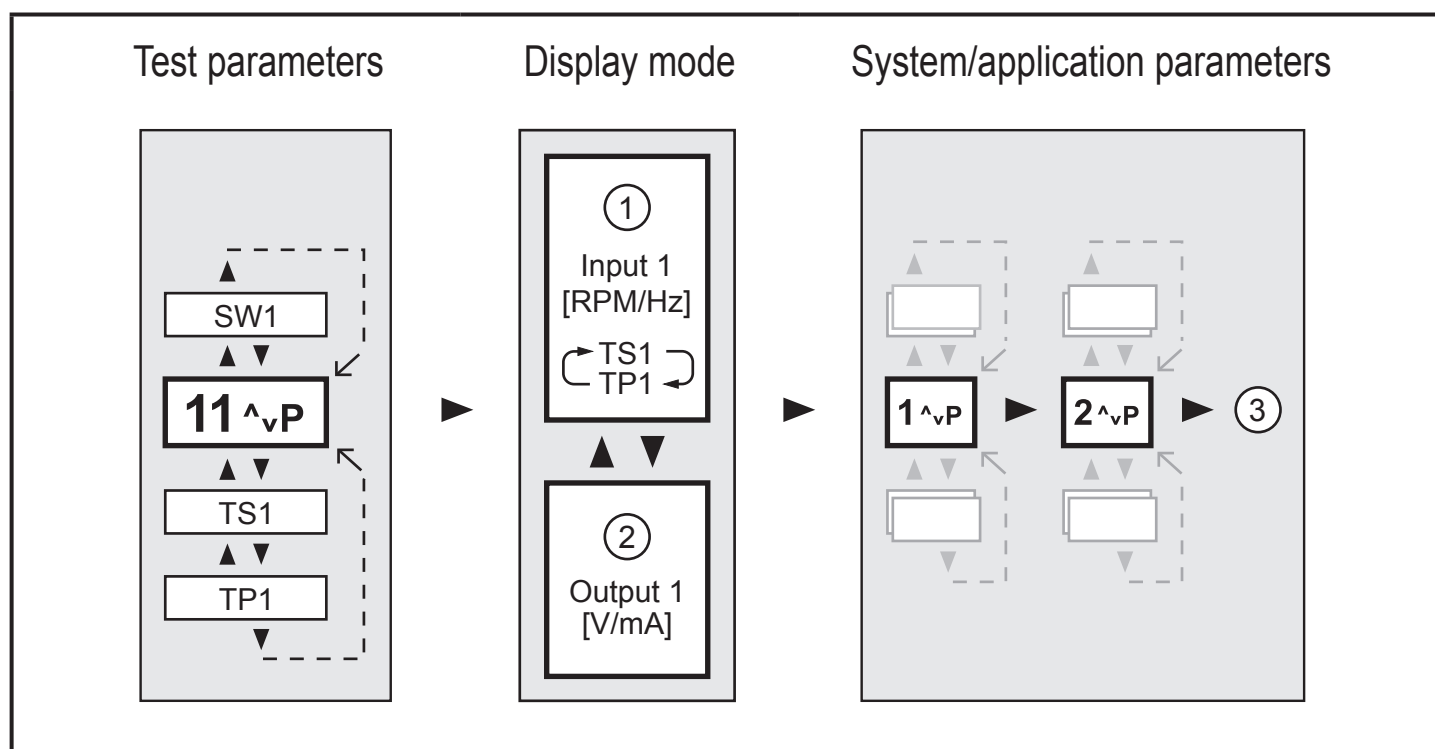 Test parameters
Display mode
System/application parameters
SW1
11 ^vP
TS1
TP1
1
Input 1
[RPM/Hz]
TS1
TP1
2
Output 1
[V/mA]
1 ^vP
2 ^vP
3